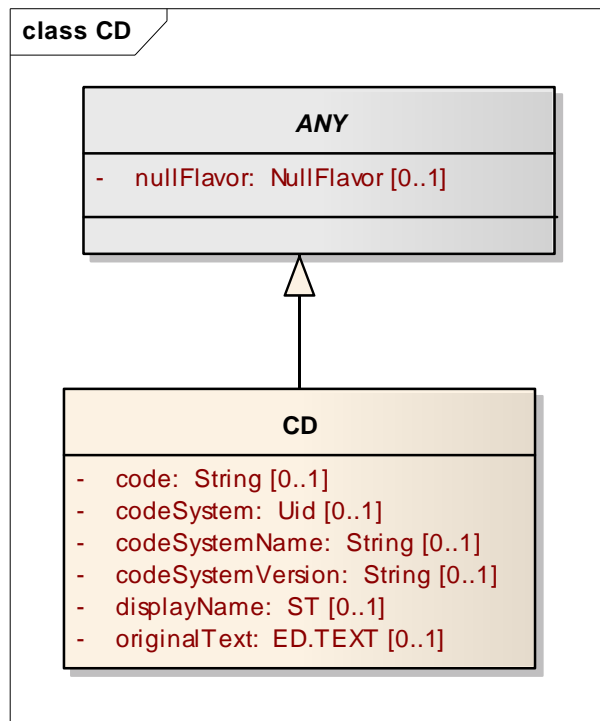 class CD
ANY
- nullFlavor: NullFlavor [0..1]
CD
- code: String [0..1]
- codeSystem: Uid [0..1]
- codeSystemName: String [0..1]
- codeSystemVersion: String [0..1]
- displayName: ST [0..1]
- originalText: ED.TEXT [0..1]